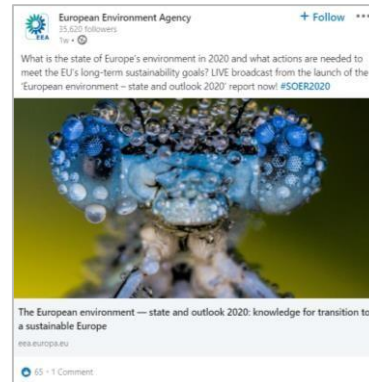 European Environment Agency
+ Follow
35,620 followers
1w
EEA
What is the state of Europe's environment in 2020 and what actions are needed to
meet the EU's long-term sustainability goals? LIVE broadcast from the launch of the
'European environment – state and outlook 2020' report now! #SOER2020
The European environment — state and outlook 2020: knowledge for transition to
a sustainable Europe
eea.europa.eu
65 · 1 Comment